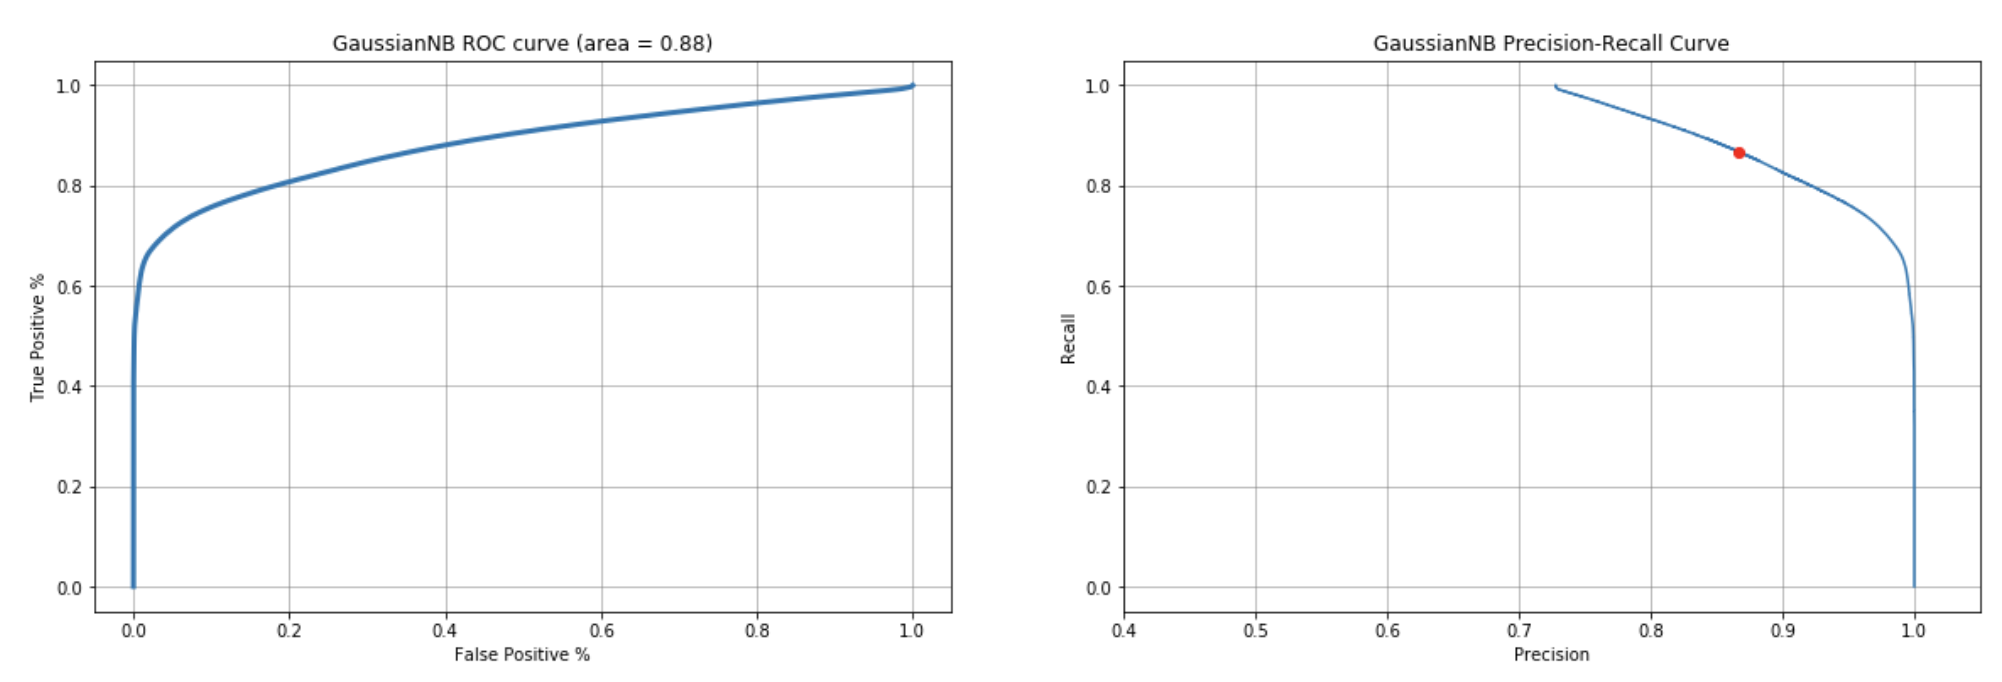 GaussianNB ROC curve (area = 0.88)
True Positive %
1.0
0.8
0.6
0.4
0.2
0.0
0.0 0.2 0.4 0.6 0.8 1.0
False Positive %
GaussianNB Precision-Recall Curve
Recall
1.0
0.8
0.6
0.4
0.2
0.0
0.4 0.5 0.6 0.7 0.8 0.9 1.0
Precision